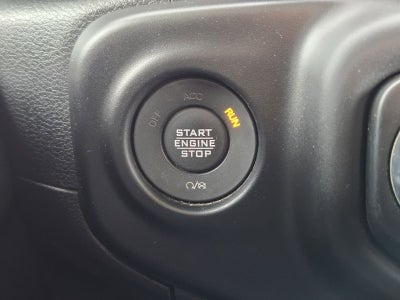 OFF
ACC
RUN
START
ENGINE
STOP